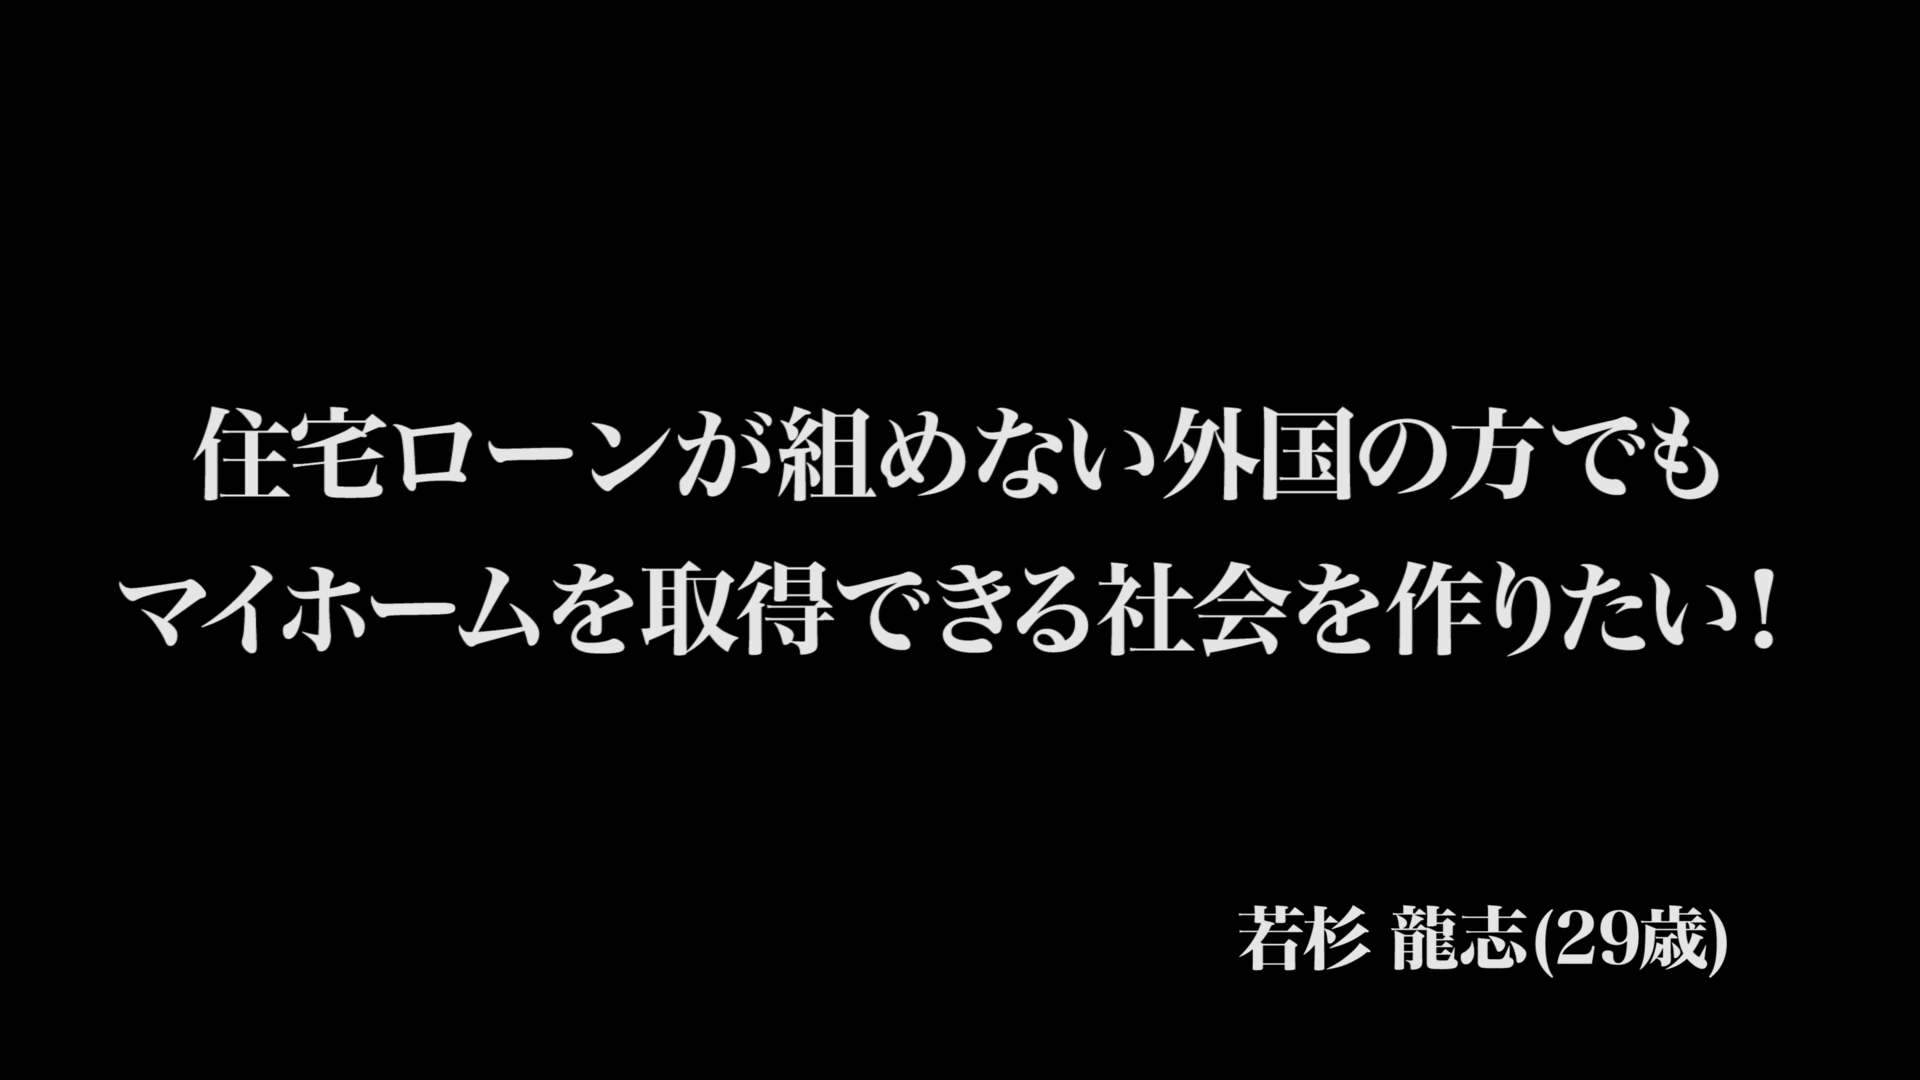 住宅ローンが組めない外国の方でも
マイホームを取得できる社会を作りたい!
若杉 龍志(29歳)